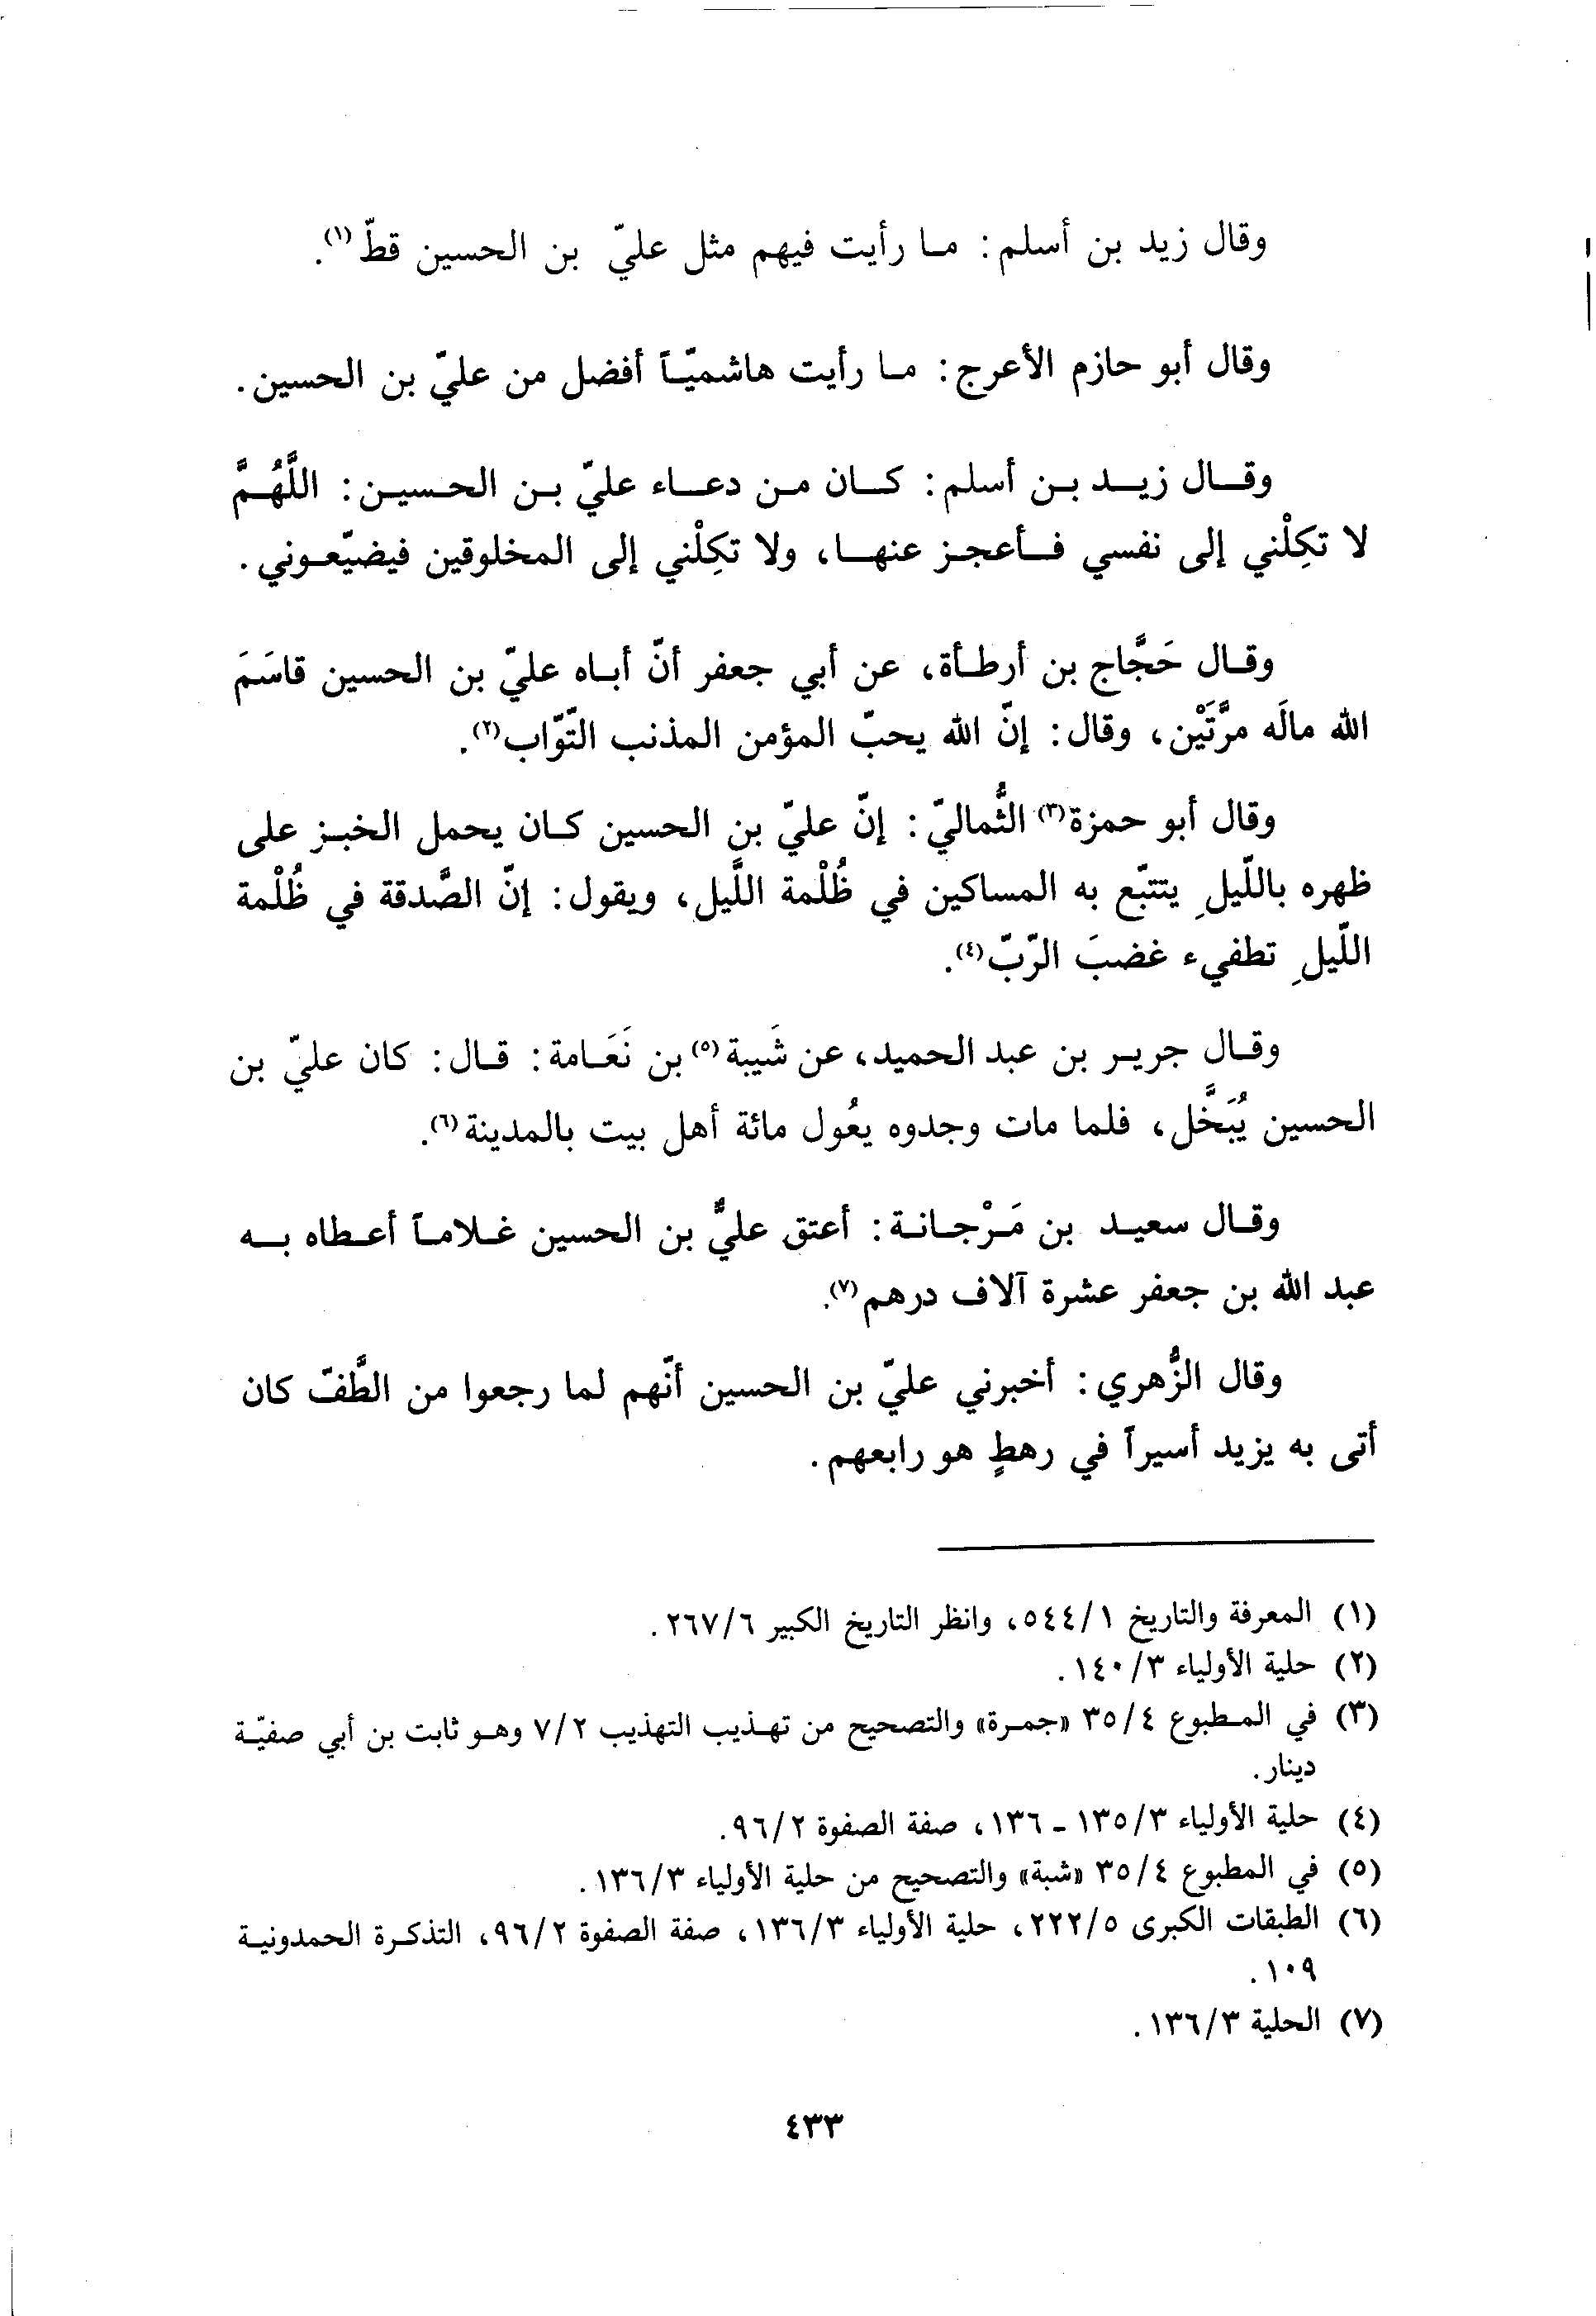 وقال زيد بن أسلم: ما رأيت فيهم مثل عليّ بن الحسين قطّ(١).
وقال أبو حازم الأعرج: ما رأيت هاشميّاً أفضل من عليّ بن الحسين.
وقال زيد بن أسلم: كان من دعاء عليّ بن الحسين: اللَّهُمَّ
لا تكِلْني إلى نفسي فأعجز عنها، ولا تكِلْني إلى المخلوقين فيضيّعوني.
وقال حَجَّاج بن أرطأة، عن أبي جعفر أنّ أباه عليّ بن الحسين قاسَمَ
الله مالَه مرَّتَيْن، وقال: إنّ الله يحبّ المؤمن المذنب التّوّاب(٢).
وقال أبو حمزة(٣) الثُّماليّ: إنّ عليّ بن الحسين كان يحمل الخبز على
ظهره باللّيلِ يتتبّع به المساكين في ظُلْمة اللَّيل، ويقول: إنّ الصَّدقة في ظُلْمة
اللّيلِ تطفيء غضبَ الرّبّ(٤).
وقال جرير بن عبد الحميد، عن شَيبة(٥) بن نَعَامة: قال: كان عليّ بن
الحسين يُبَخَّل، فلما مات وجدوه يعُول مائة أهل بيت بالمدينة(٦).
وقال سعيد بن مَرْجانة: أعتق عليٌّ بن الحسين غلاماً أعطاه به
عبد الله بن جعفر عشرة آلاف درهم(٧).
وقال الزُّهري: أخبرني عليّ بن الحسين أنّهم لما رجعوا من الطَّفّ كان
أتى به يزيد أسيراً في رهطٍ هو رابعهم.
(١) المعرفة والتاريخ ٥٤٤/١، وانظر التاريخ الكبير ٢٦٧/٦.
(٢) حلية الأولياء ١٤٠/٣.
(٣) في المطبوع ٣٥/٤ «جمرة» والتصحيح من تهذيب التهذيب ٧/٢ وهو ثابت بن أبي صفيّة
دينار.
(٤) حلية الأولياء ١٣٥/٣ - ١٣٦، صفة الصفوة ٩٦/٢.
(٥) في المطبوع ٣٥/٤ «شبة» والتصحيح من حلية الأولياء ١٣٦/٣.
(٦) الطبقات الكبرى ٢٢٢/٥، حلية الأولياء ١٣٦/٣، صفة الصفوة ٩٦/٢، التذكرة الحمدونية
١٠٩.
(٧) الحلية ١٣٦/٣.
٤٣٣